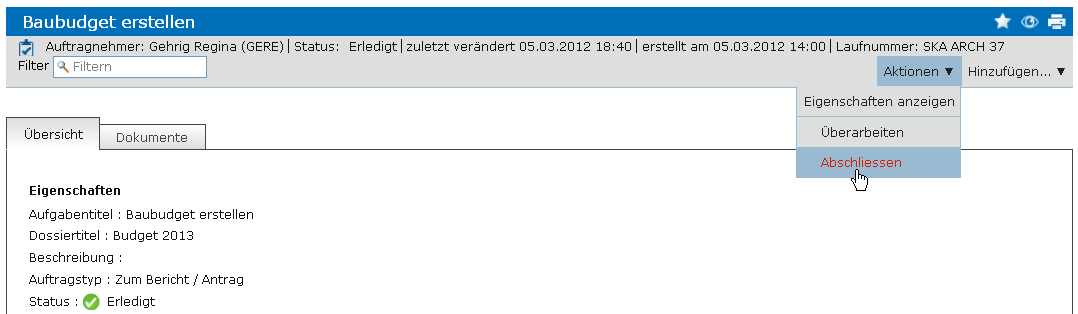 Baubudget erstellen
Auftragnehmer: Gehrig Regina (GERE) | Status: Erledigt | zuletzt verändert 05.03.2012 18:40 | erstellt am 05.03.2012 14:00 | Laufnummer: SKA ARCH 37
Filter Filtern
Aktionen ▼ Hinzufügen... ▼
Eigenschaften anzeigen
Überarbeiten
Abschliessen
Übersicht Dokumente
Eigenschaften
Aufgabentitel : Baubudget erstellen
Dossiertitel : Budget 2013
Beschreibung :
Auftragstyp : Zum Bericht / Antrag
Status : Erledigt